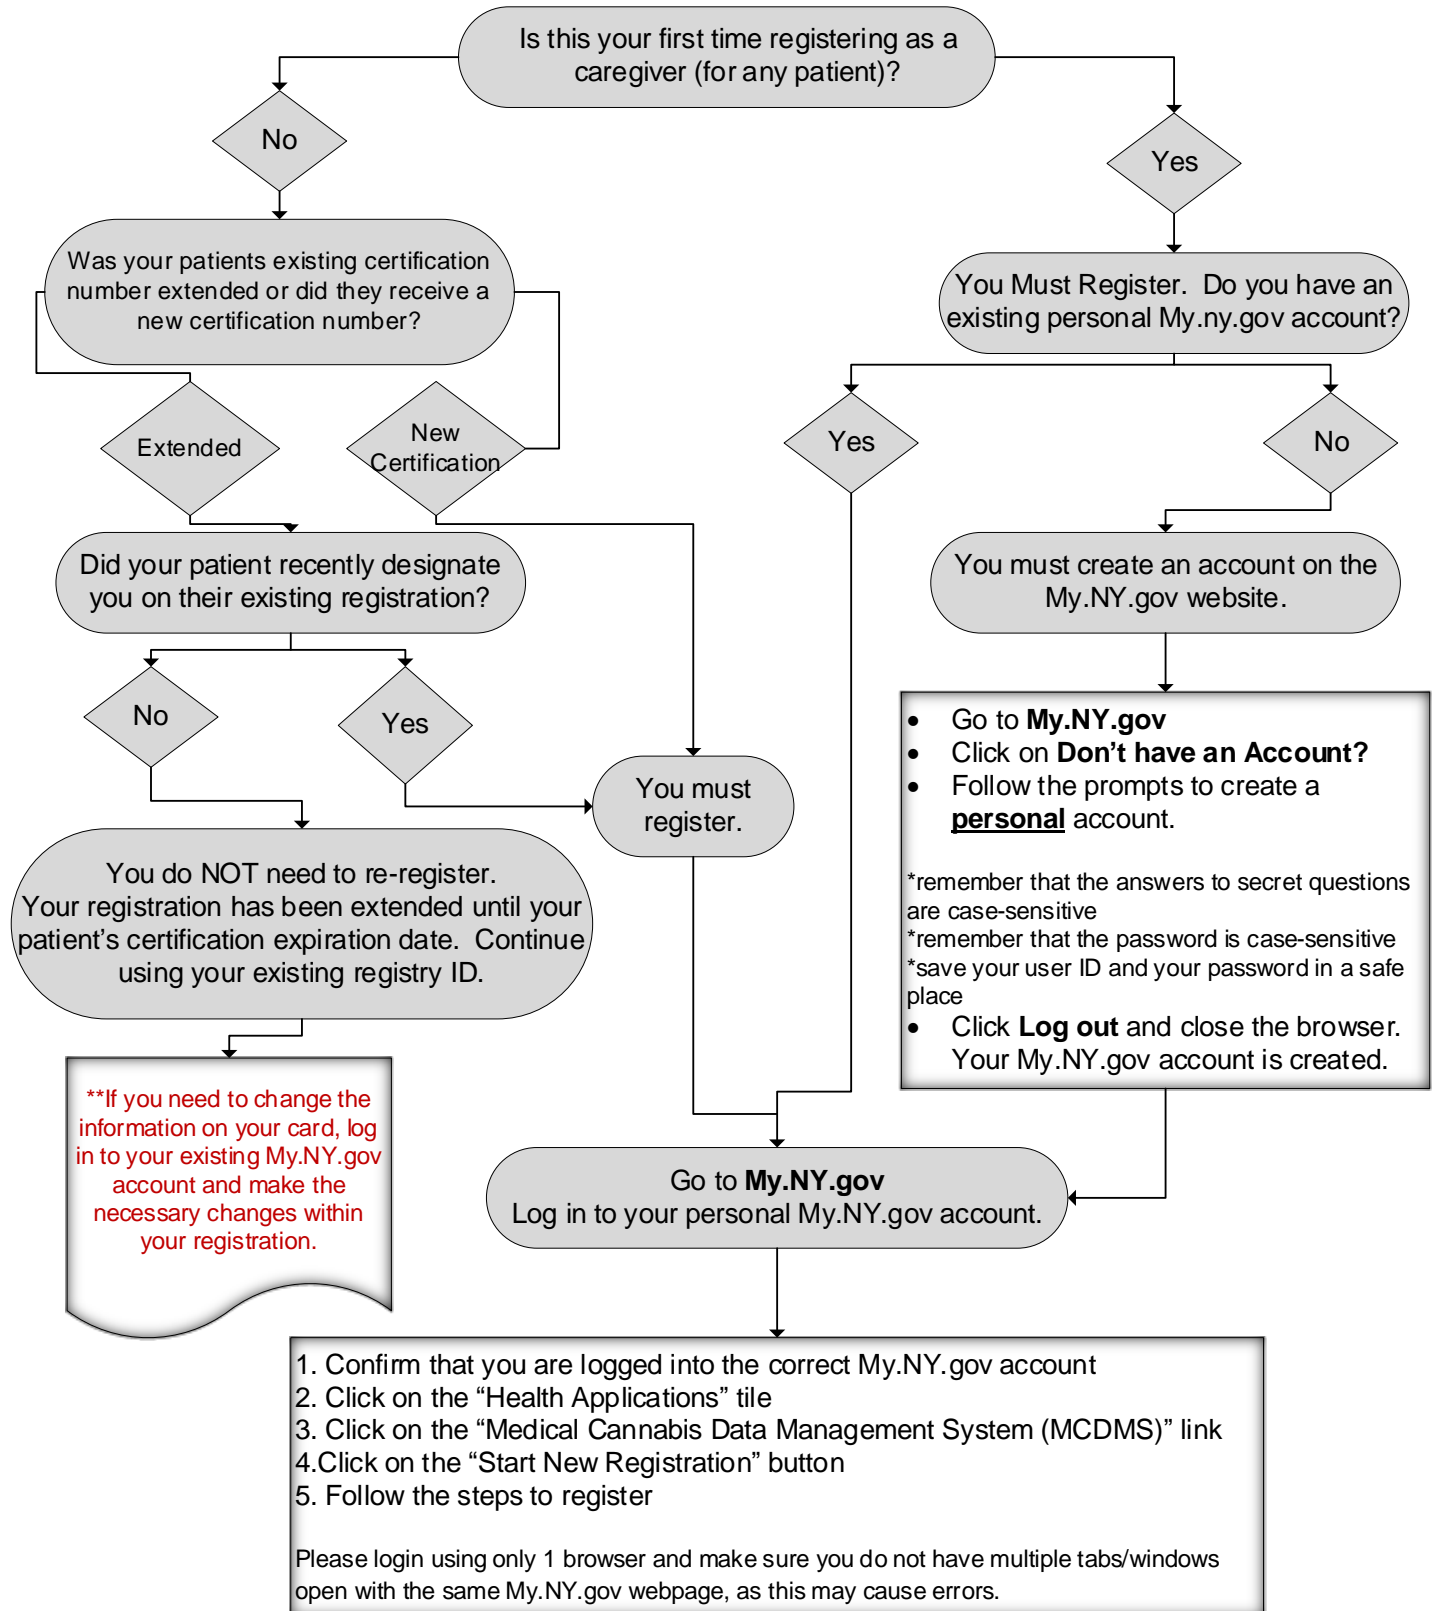 Is this your first time registering as a
caregiver (for any patient)?
No
Yes
Was your patients existing certification
number extended or did they receive a
new certification number?
You Must Register.  Do you have an
existing personal My.ny.gov account?
Extended
New
Certification
Yes
No
Did your patient recently designate
you on their existing registration?
You must create an account on the
My.NY.gov website.
No
Yes
You must
register.
• Go to My.NY.gov
• Click on Don’t have an Account?
• Follow the prompts to create a
personal account.
*remember that the answers to secret questions
are case-sensitive
*remember that the password is case-sensitive
*save your user ID and your password in a safe
place
• Click Log out and close the browser.
Your My.NY.gov account is created.
You do NOT need to re-register.
Your registration has been extended until your
patient’s certification expiration date.  Continue
using your existing registry ID.
**If you need to change the
information on your card, log
in to your existing My.NY.gov
account and make the
necessary changes within
your registration.
Go to My.NY.gov
Log in to your personal My.NY.gov account.
1. Confirm that you are logged into the correct My.NY.gov account
2. Click on the “Health Applications” tile
3. Click on the “Medical Cannabis Data Management System (MCDMS)” link
4.Click on the “Start New Registration” button
5. Follow the steps to register
Please login using only 1 browser and make sure you do not have multiple tabs/windows
open with the same My.NY.gov webpage, as this may cause errors.